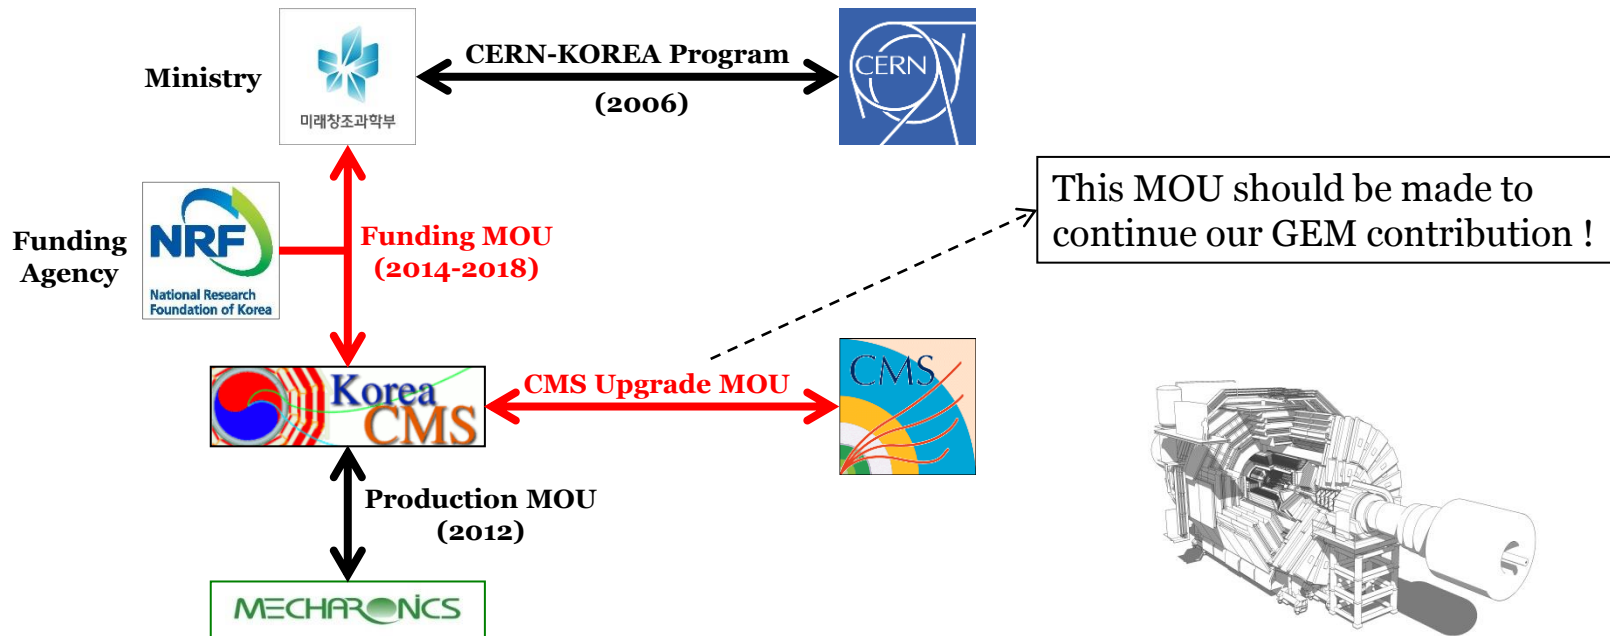 Ministry
미래창조과학부
CERN-KOREA Program
(2006)
CERN
This MOU should be made to
continue our GEM contribution !
Funding
Agency
NRF
National Research
Foundation of Korea
Funding MOU
(2014-2018)
Korea
CMS
CMS Upgrade MOU
CMS
Production MOU
(2012)
MECHARONICS